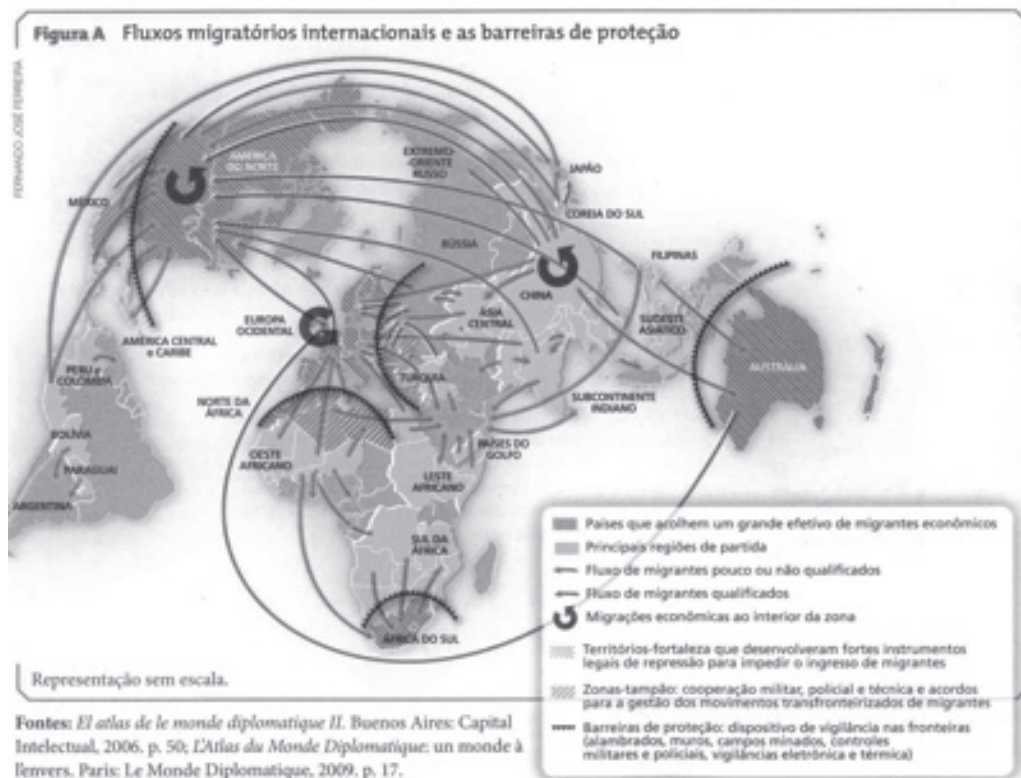 Figura A Fluxos migratórios internacionais e as barreiras de proteção
FERNANDO JOSÉ FERREIRA
AMÉRICA
DO NORTE
EXTREMO-
ORIENTE
RUSSO
JAPÃO
MÉXICO
COREIA DO SUL
RÚSSIA
FILIPINAS
CHINA
EUROPA
OCIDENTAL
ÁSIA
CENTRAL
SUDESTE
ASIÁTICO
AMÉRICA CENTRAL
e CARIBE
AUSTRÁLIA
PERU e
COLÔMBIA
TURQUIA
SUBCONTINENTE
INDIANO
NORTE DA
ÁFRICA
BOLÍVIA
OESTE
AFRICANO
PAÍSES DO
GOLFO
PARAGUAI
LESTE
AFRICANO
ARGENTINA
SUL DA
ÁFRICA
ÁFRICA DO SUL
Países que acolhem um grande efetivo de migrantes econômicos
Principais regiões de partida
Fluxo de migrantes pouco ou não qualificados
Fluxo de migrantes qualificados
Migrações econômicas ao interior da zona
Territórios-fortaleza que desenvolveram fortes instrumentos
legais de repressão para impedir o ingresso de migrantes
Zonas-tampão: cooperação militar, policial e técnica e acordos
para a gestão dos movimentos transfronteirizados de migrantes
Barreiras de proteção: dispositivo de vigilância nas fronteiras
(alambrados, muros, campos minados, controles
militares e policiais, vigilâncias eletrônica e térmica)
Representação sem escala.
Fontes: El atlas de le monde diplomatique II. Buenos Aires: Capital
Intelectual, 2006. p. 50; L'Atlas du Monde Diplomatique: un monde à
l'envers. Paris: Le Monde Diplomatique, 2009. p. 17.